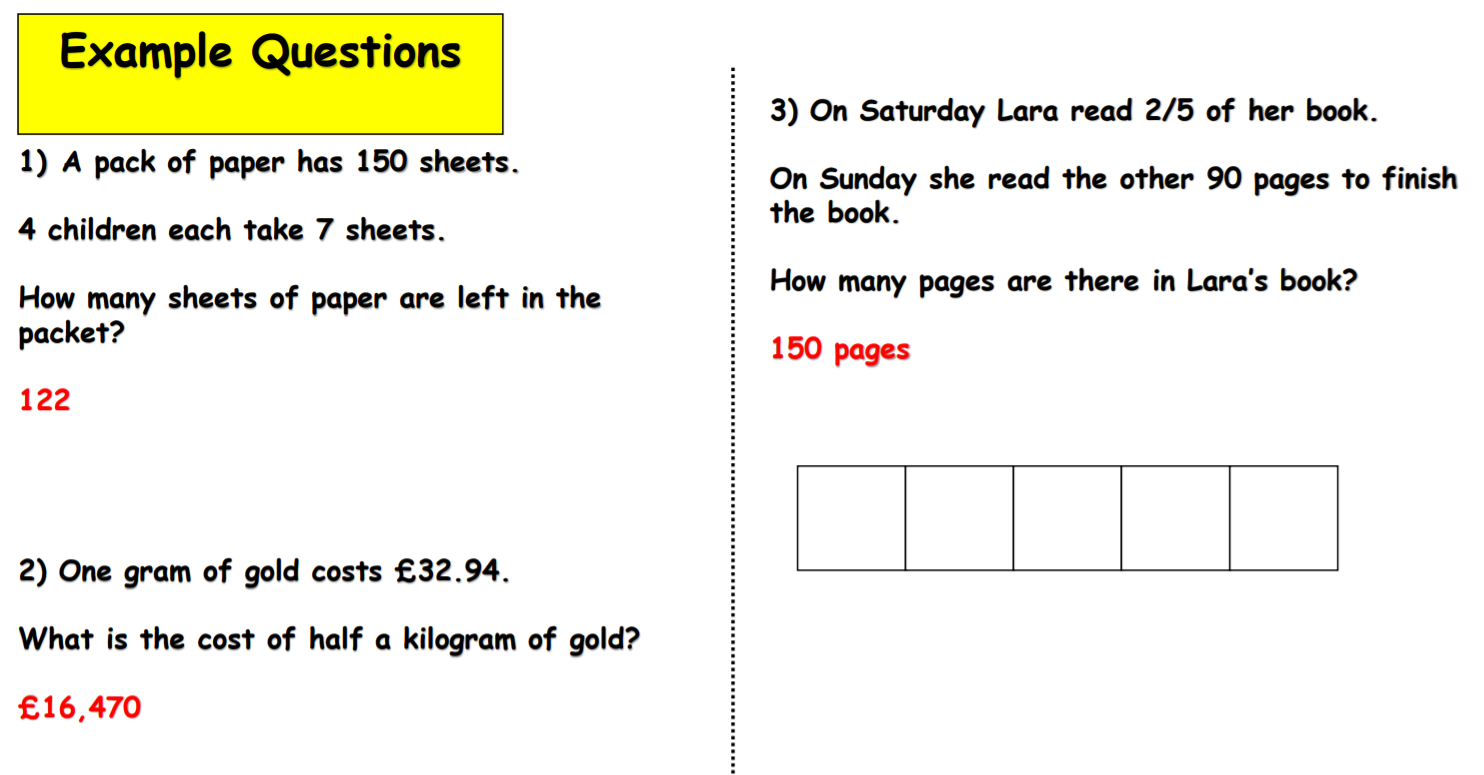 Example Questions
1) A pack of paper has 150 sheets.
4 children each take 7 sheets.
How many sheets of paper are left in the
packet?
122
2) One gram of gold costs £32.94.
What is the cost of half a kilogram of gold?
£16,470
3) On Saturday Lara read 2/5 of her book.
On Sunday she read the other 90 pages to finish
the book.
How many pages are there in Lara’s book?
150 pages